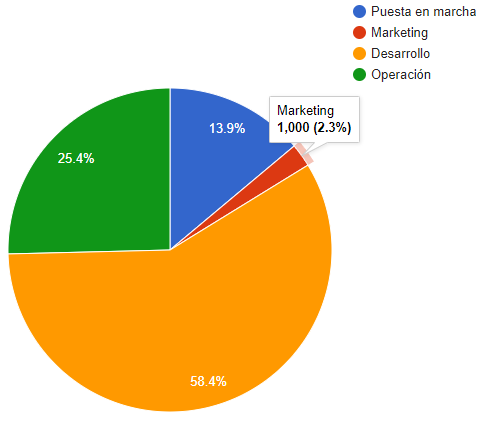 Puesta en marcha
Marketing
Desarrollo
Operación
Marketing
1,000 (2.3%)
13.9%
25.4%
58.4%